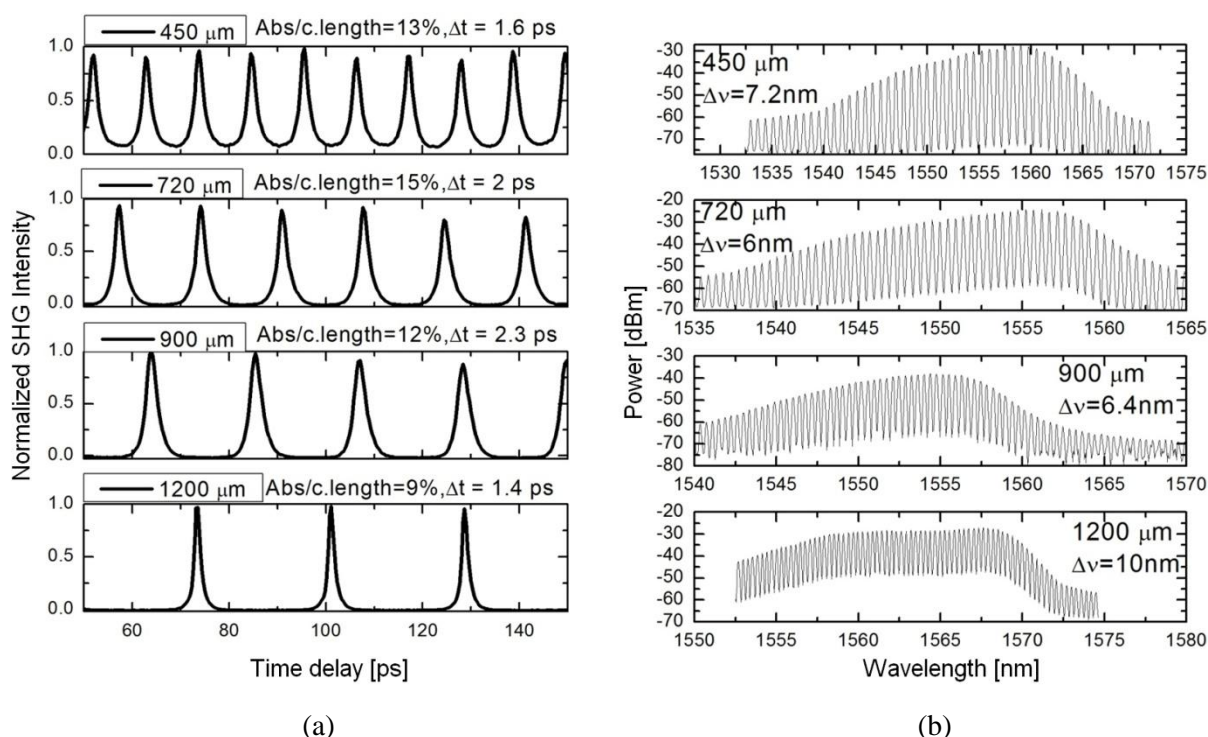 450 μm Abs/c.length=13%,Δt = 1.6 ps
1.0
0.5
0.0
720 μm Abs/c.length=15%,Δt = 2 ps
1.0
0.5
0.0
900 μm Abs/c.length=12%,Δt = 2.3 ps
1.0
0.5
0.0
1200 μm Abs/c.length=9%,Δt = 1.4 ps
1.0
0.5
0.0
60 80 100 120 140
Normalized SHG Intensity
Time delay [ps]
(a)
450 μm
Δν=7.2nm
-30
-40
-50
-60
-70
1530 1535 1540 1545 1550 1555 1560 1565 1570 1575
720 μm
Δν=6nm
-20
-30
-40
-50
-60
-70
1535 1540 1545 1550 1555 1560 1565
900 μm
Δν=6.4nm
-30
-40
-50
-60
-70
-80
1540 1545 1550 1555 1560 1565 1570
1200 μm
Δν=10nm
-20
-30
-40
-50
-60
-70
1550 1555 1560 1565 1570 1575 1580
Power [dBm]
Wavelength [nm]
(b)